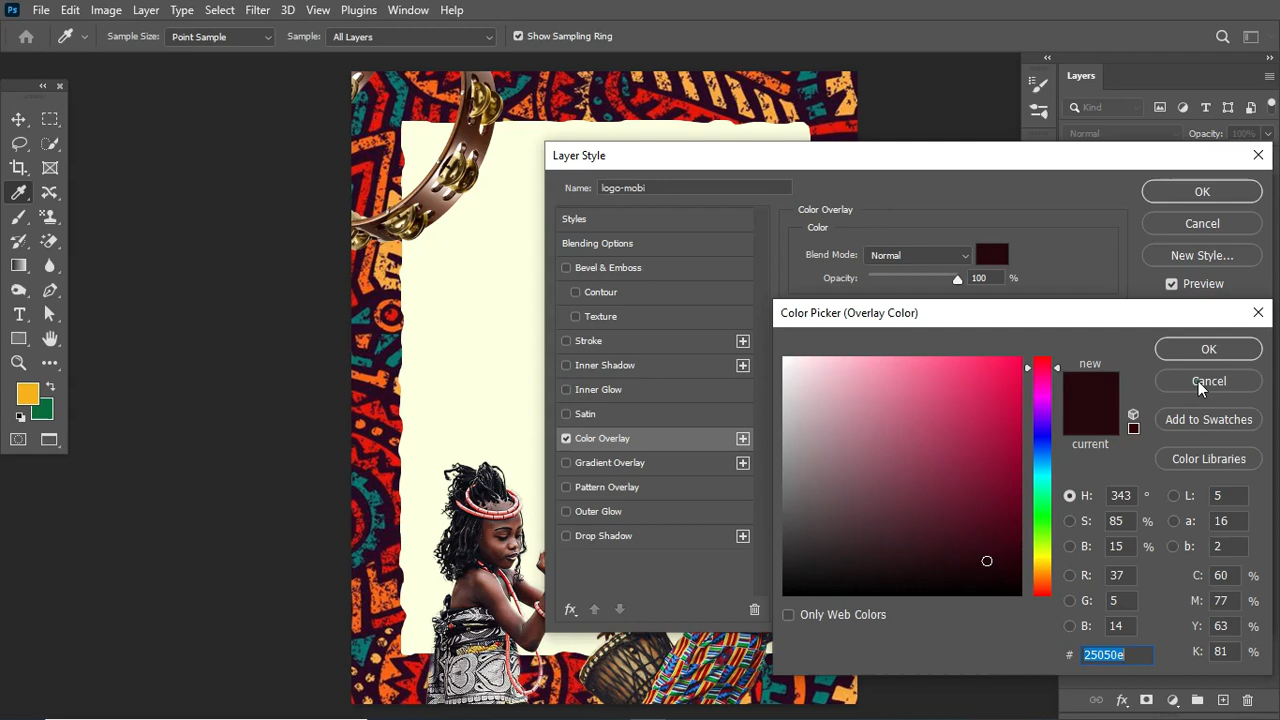 Ps File Edit Image Layer Type Select Filter 3D View Plugins Window Help
Sample Size: Point Sample Sample: All Layers Show Sampling Ring
Layers
Kind
Normal Opacity: 100%
Layer Style
Name: logo-mobi
Styles
Blending Options
Bevel & Emboss
Contour
Texture
Stroke
Inner Shadow
Inner Glow
Satin
Color Overlay
Gradient Overlay
Pattern Overlay
Outer Glow
Drop Shadow
fx
Color Overlay
Color
Blend Mode: Normal
Opacity: 100 %
OK
Cancel
New Style...
Preview
Color Picker (Overlay Color)
new
current
OK
Cancel
Add to Swatches
Color Libraries
H: 343 ° L: 5
S: 85 % a: 16
B: 15 % b: 2
R: 37 C: 60 %
G: 5 M: 77 %
B: 14 Y: 63 %
# 25050e K: 81 %
Only Web Colors
fx